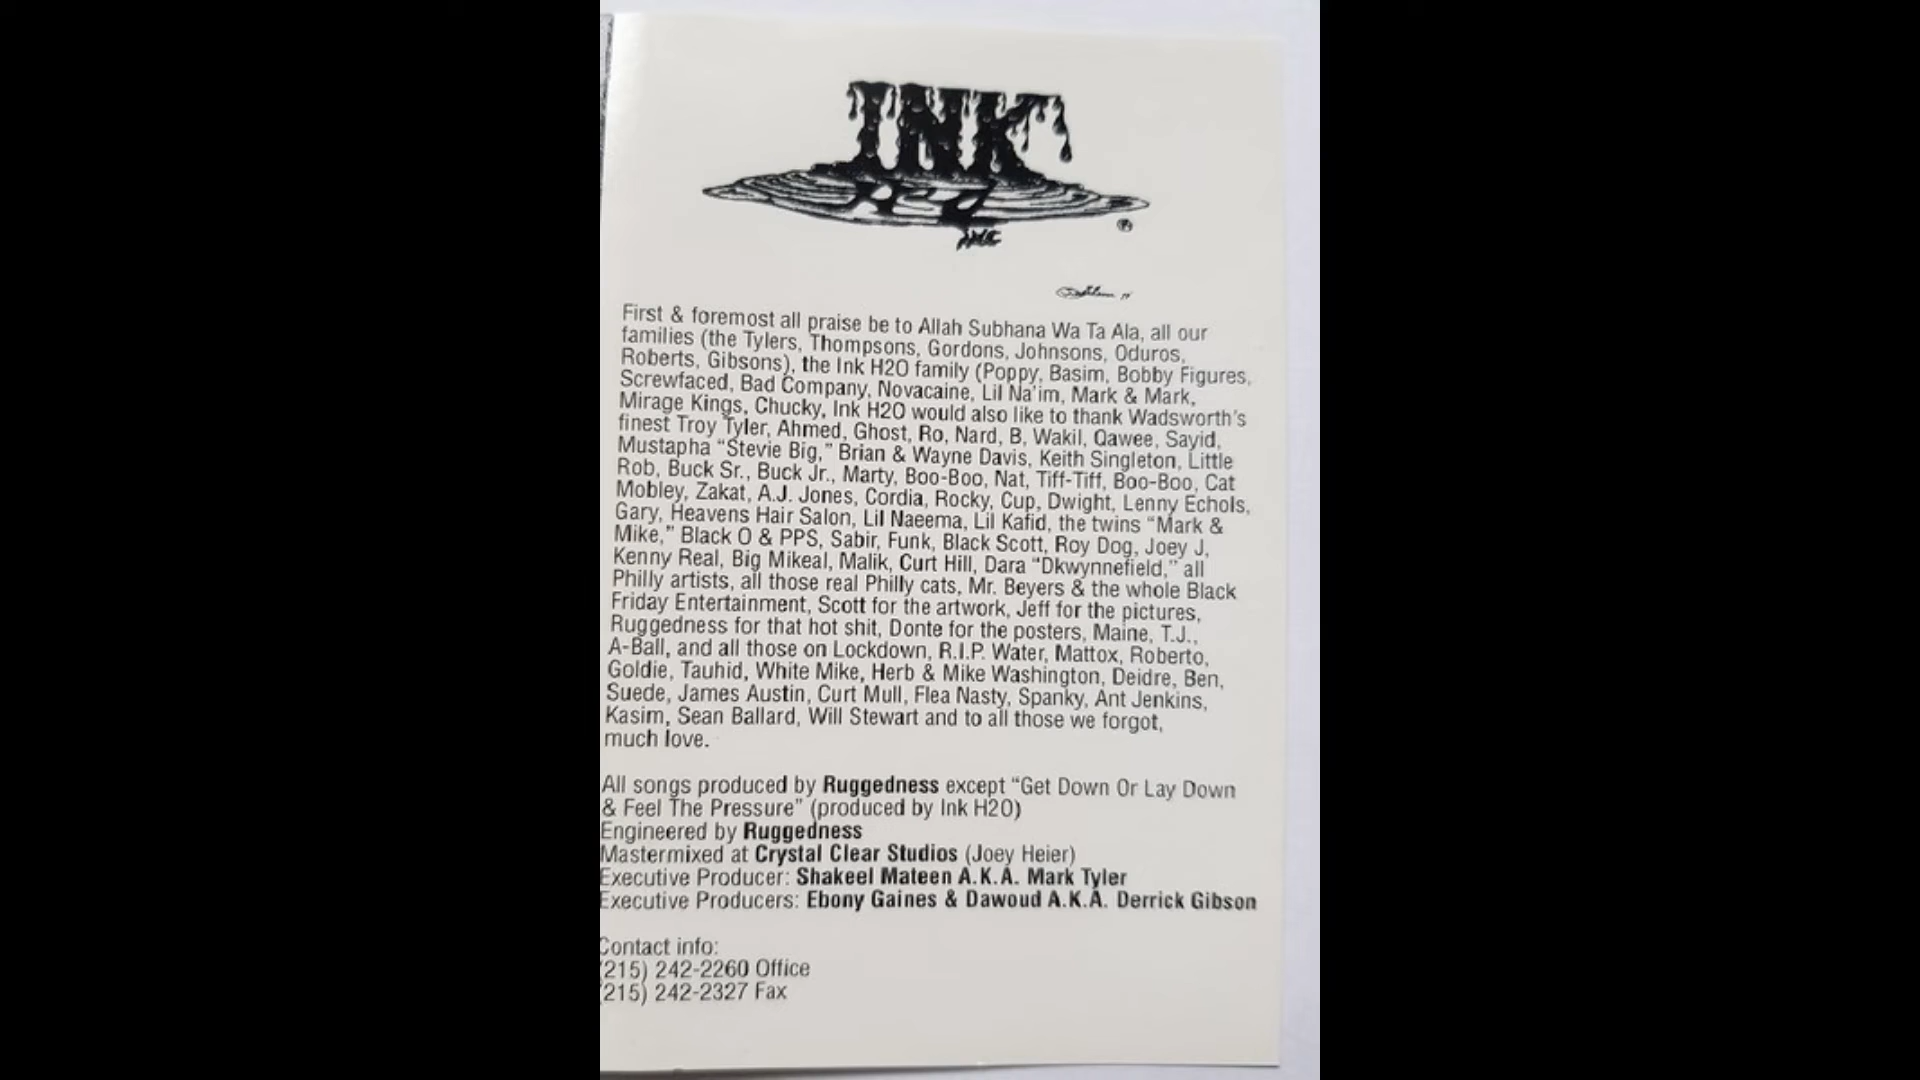 INK
INC
First & foremost all praise be to Allah Subhana Wa Ta Ala, all our
families (the Tylers, Thompsons, Gordons, Johnsons, Oduros,
Roberts, Gibsons), the Ink H2O family (Poppy, Basim, Bobby Figures,
Screwfaced, Bad Company, Novacaine, Lil Na'im, Mark & Mark,
Mirage Kings, Chucky, Ink H2O would also like to thank Wadsworth's
finest Troy Tyler, Ahmed, Ghost, Ro, Nard, B, Wakil, Qawee, Sayid,
Mustapha "Stevie Big," Brian & Wayne Davis, Keith Singleton, Little
Rob, Buck Sr., Buck Jr., Marty, Boo-Boo, Nat, Tiff-Tiff, Boo-Boo, Cat
Mobley, Zakat, A.J. Jones, Cordia, Rocky, Cup, Dwight, Lenny Echols,
Gary, Heavens Hair Salon, Lil Naeema, Lil Kafid, the twins "Mark &
Mike," Black O & PPS, Sabir, Funk, Black Scott, Roy Dog, Joey J,
Kenny Real, Big Mikeal, Malik, Curt Hill, Dara "Dkwynnefield," all
Philly artists, all those real Philly cats, Mr. Beyers & the whole Black
Friday Entertainment, Scott for the artwork, Jeff for the pictures,
Ruggedness for that hot shit, Donte for the posters, Maine, T.J.,
A-Ball, and all those on Lockdown, R.I.P. Water, Mattox, Roberto,
Goldie, Tauhid, White Mike, Herb & Mike Washington, Deidre, Ben,
Suede, James Austin, Curt Mull, Flea Nasty, Spanky, Ant Jenkins,
Kasim, Sean Ballard, Will Stewart and to all those we forgot,
much love.
All songs produced by Ruggedness except "Get Down Or Lay Down
& Feel The Pressure" (produced by Ink H2O)
Engineered by Ruggedness
Mastermixed at Crystal Clear Studios (Joey Heier)
Executive Producer: Shakeel Mateen A.K.A. Mark Tyler
Executive Producers: Ebony Gaines & Dawoud A.K.A. Derrick Gibson
Contact info:
(215) 242-2260 Office
(215) 242-2327 Fax